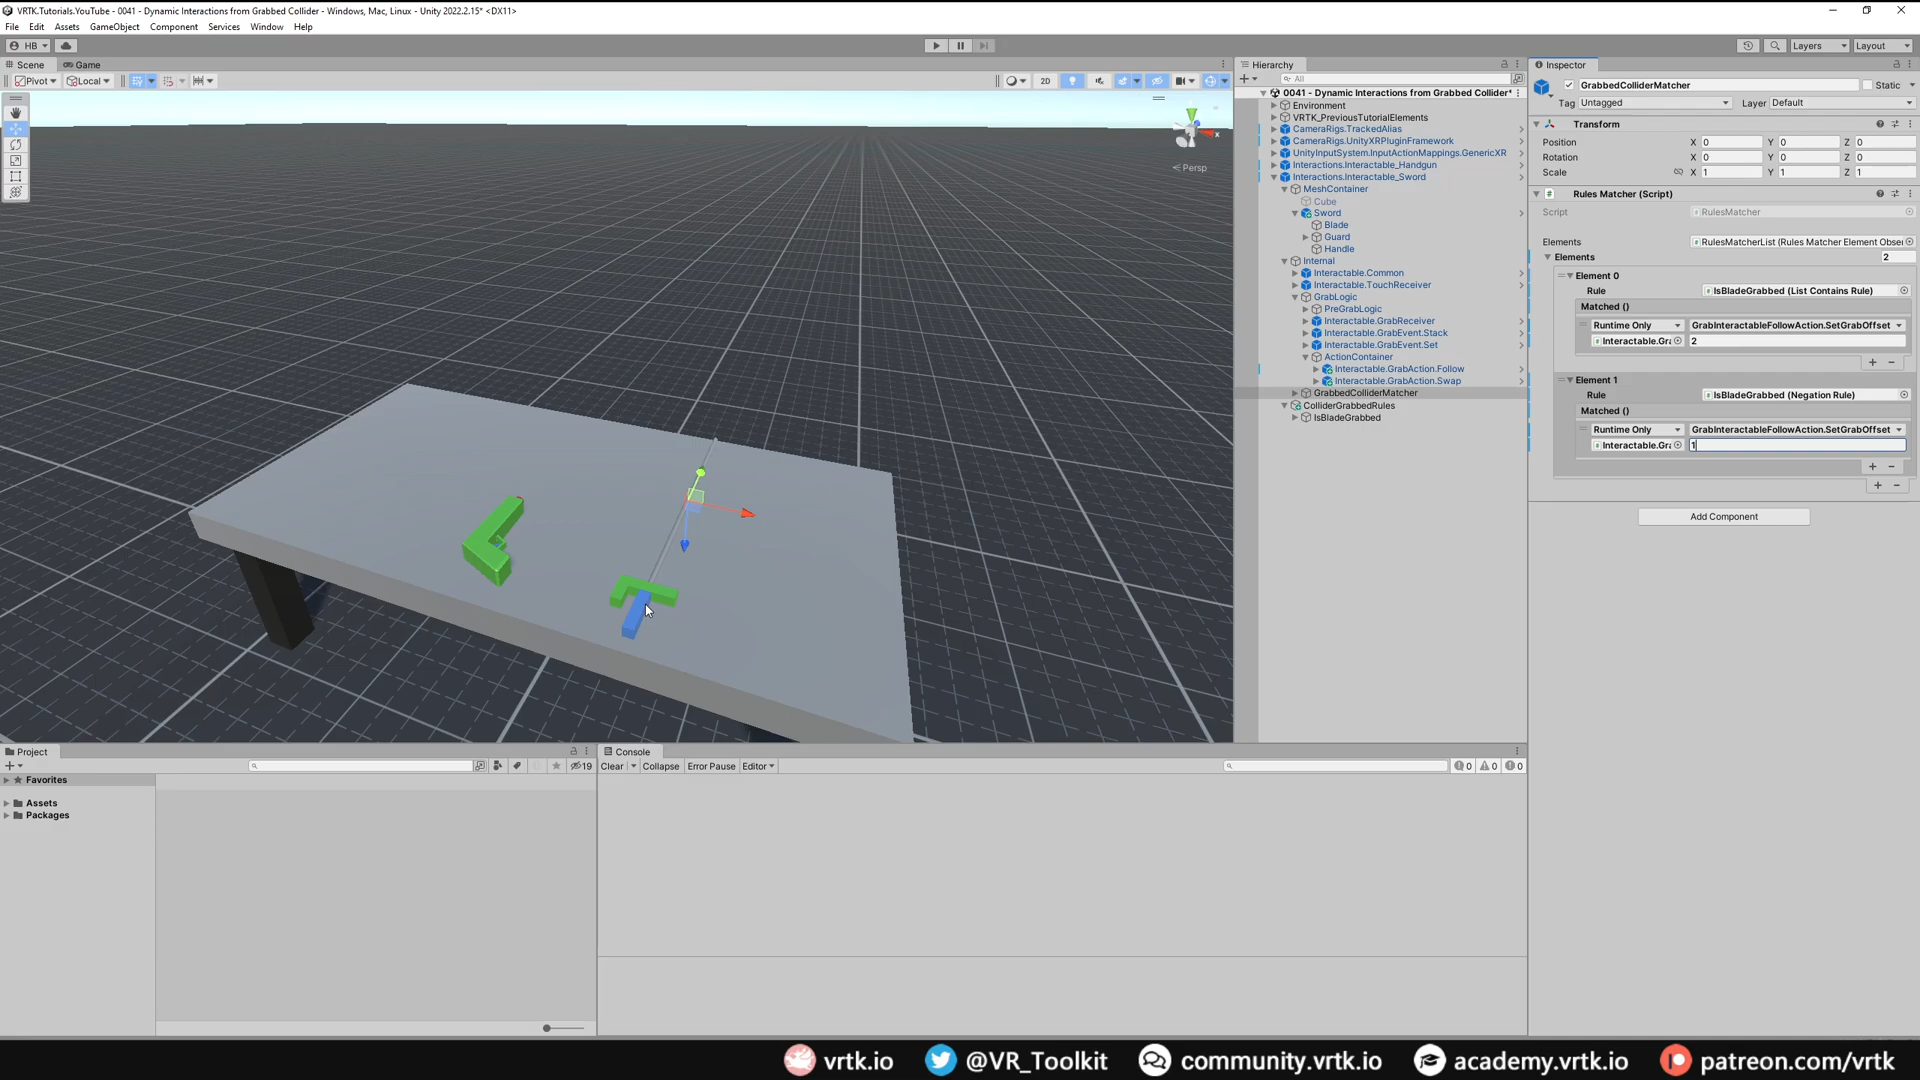 VRTK.Tutorials.YouTube - 0041 - Dynamic Interactions from Grabbed Collider - Windows, Mac, Linux - Unity 2022.2.15* <DX11>
File Edit Assets GameObject Component Services Window Help
HB Layers Layout
Scene Game
Pivot Local 2D
Persp
Hierarchy
All
0041 - Dynamic Interactions from Grabbed Collider*
Environment
VRTK_PreviousTutorialElements
CameraRigs.TrackedAlias
CameraRigs.UnityXRPluginFramework
UnityInputSystem.InputActionMappings.GenericXR
Interactions.Interactable_Handgun
Interactions.Interactable_Sword
MeshContainer
Cube
Sword
Blade
Guard
Handle
Internal
Interactable.Common
Interactable.TouchReceiver
GrabLogic
PreGrabLogic
Interactable.GrabReceiver
Interactable.GrabEvent.Stack
Interactable.GrabEvent.Set
ActionContainer
Interactable.GrabAction.Follow
Interactable.GrabAction.Swap
GrabbedColliderMatcher
ColliderGrabbedRules
IsBladeGrabbed
Inspector
GrabbedColliderMatcher Static
Tag Untagged Layer Default
Transform
Position X 0 Y 0 Z 0
Rotation X 0 Y 0 Z 0
Scale X 1 Y 1 Z 1
Rules Matcher (Script)
Script RulesMatcher
Elements RulesMatcherList (Rules Matcher Element Obser
Elements 2
Element 0
Rule IsBladeGrabbed (List Contains Rule)
Matched ()
Runtime Only GrabInteractableFollowAction.SetGrabOffset
Interactable.Gra 2
Element 1
Rule IsBladeGrabbed (Negation Rule)
Matched ()
Runtime Only GrabInteractableFollowAction.SetGrabOffset
Interactable.Gra 1
Add Component
Project
19
Favorites
Assets
Packages
Console
Clear Collapse Error Pause Editor 0 0 0
vrtk.io @VR_Toolkit community.vrtk.io academy.vrtk.io patreon.com/vrtk